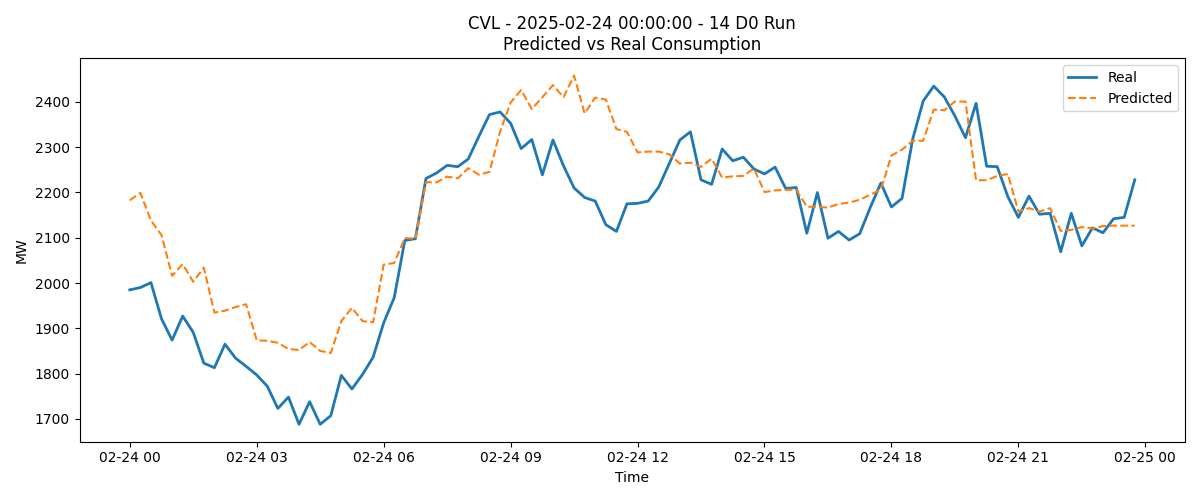 CVL - 2025-02-24 00:00:00 - 14 D0 Run
Predicted vs Real Consumption
Real
Predicted
MW
2400
2300
2200
2100
2000
1900
1800
1700
02-24 00
02-24 03
02-24 06
02-24 09
02-24 12
02-24 15
02-24 18
02-24 21
02-25 00
Time